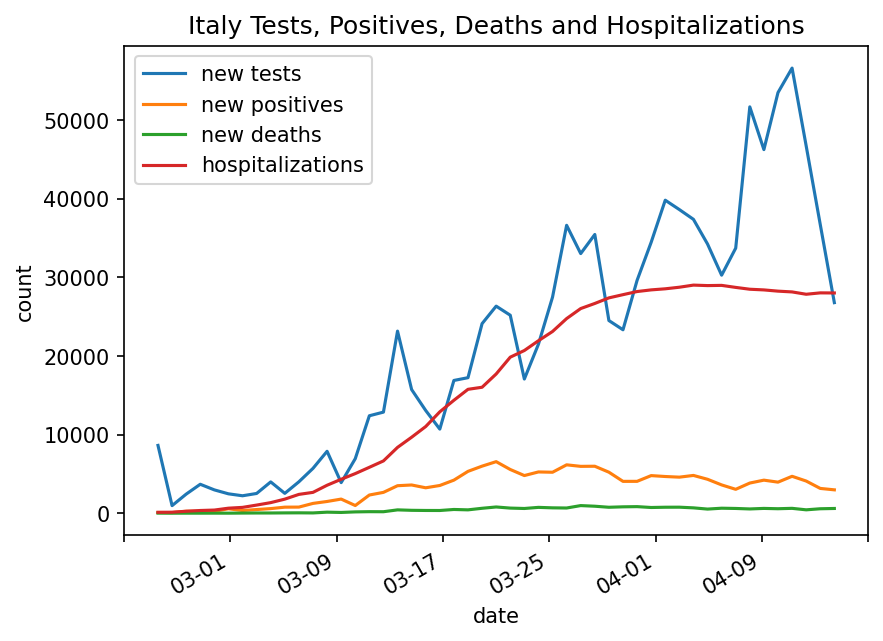 Italy Tests, Positives, Deaths and Hospitalizations
new tests
new positives
new deaths
hospitalizations
50000
40000
30000
20000
10000
0
count
03-01
03-09
03-17
03-25
04-01
04-09
date